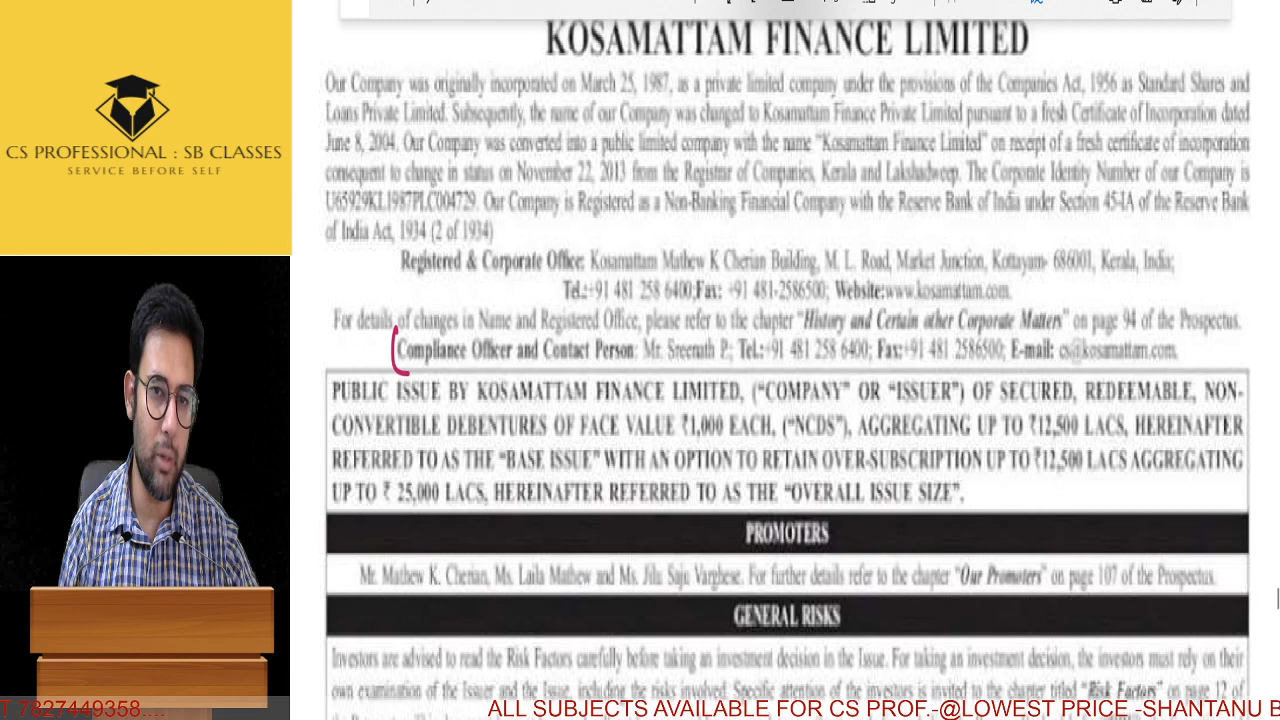 CS PROFESSIONAL : SB CLASSES
SERVICE BEFORE SELF
KOSAMATTAM FINANCE LIMITED
Our Company was originally incorporated on March 25, 1987, as a private limited company under the provisions of the Companies Act, 1956 as Standard Shares and
Loans Private Limited. Subsequently, the name of our Company was changed to Kosamattam Finance Private Limited pursuant to a fresh Certificate of Incorporation dated
June 8, 2004. Our Company was converted into a public limited company with the name "Kosamattam Finance Limited" on receipt of a fresh certificate of incorporation
consequent to change in status on November 22, 2013 from the Registrar of Companies, Kerala and Lakshadweep. The Corporate Identity Number of our Company is
U65929KL1987PLC004729. Our Company is Registered as a Non-Banking Financial Company with the Reserve Bank of India under Section 45-IA of the Reserve Bank
of India Act, 1934 (2 of 1934)
Registered & Corporate Office: Kosamattam Mathew K Cherian Building, M. L. Road, Market Junction, Kottayam- 686001, Kerala, India;
Tel.:+91 481 258 6400;Fax: +91 481-2586500; Website:www.kosamattam.com.
For details of changes in Name and Registered Office, please refer to the chapter "History and Certain other Corporate Matters" on page 94 of the Prospectus.
Compliance Officer and Contact Person: Mr. Sreenath P.; Tel.:+91 481 258 6400; Fax:+91 481 2586500; E-mail: cs@kosamattam.com.
PUBLIC ISSUE BY KOSAMATTAM FINANCE LIMITED, ("COMPANY" OR "ISSUER") OF SECURED, REDEEMABLE, NON-
CONVERTIBLE DEBENTURES OF FACE VALUE ₹1,000 EACH, ("NCDS"), AGGREGATING UP TO ₹12,500 LACS, HEREINAFTER
REFERRED TO AS THE "BASE ISSUE" WITH AN OPTION TO RETAIN OVER-SUBSCRIPTION UP TO ₹12,500 LACS AGGREGATING
UP TO ₹ 25,000 LACS, HEREINAFTER REFERRED TO AS THE "OVERALL ISSUE SIZE".
PROMOTERS
Mr. Mathew K. Cherian, Ms. Laila Mathew and Ms. Jilu Saju Varghese. For further details refer to the chapter "Our Promoters" on page 107 of the Prospectus.
GENERAL RISKS
Investors are advised to read the Risk Factors carefully before taking an investment decision in the Issue. For taking an investment decision, the investors must rely on their
own examination of the Issuer and the Issue, including the risks involved. Specific attention of the investors is invited to the chapter titled "Risk Factors" on page 12 of
T 7827449358.... ALL SUBJECTS AVAILABLE FOR CS PROF.-@LOWEST PRICE -SHANTANU B